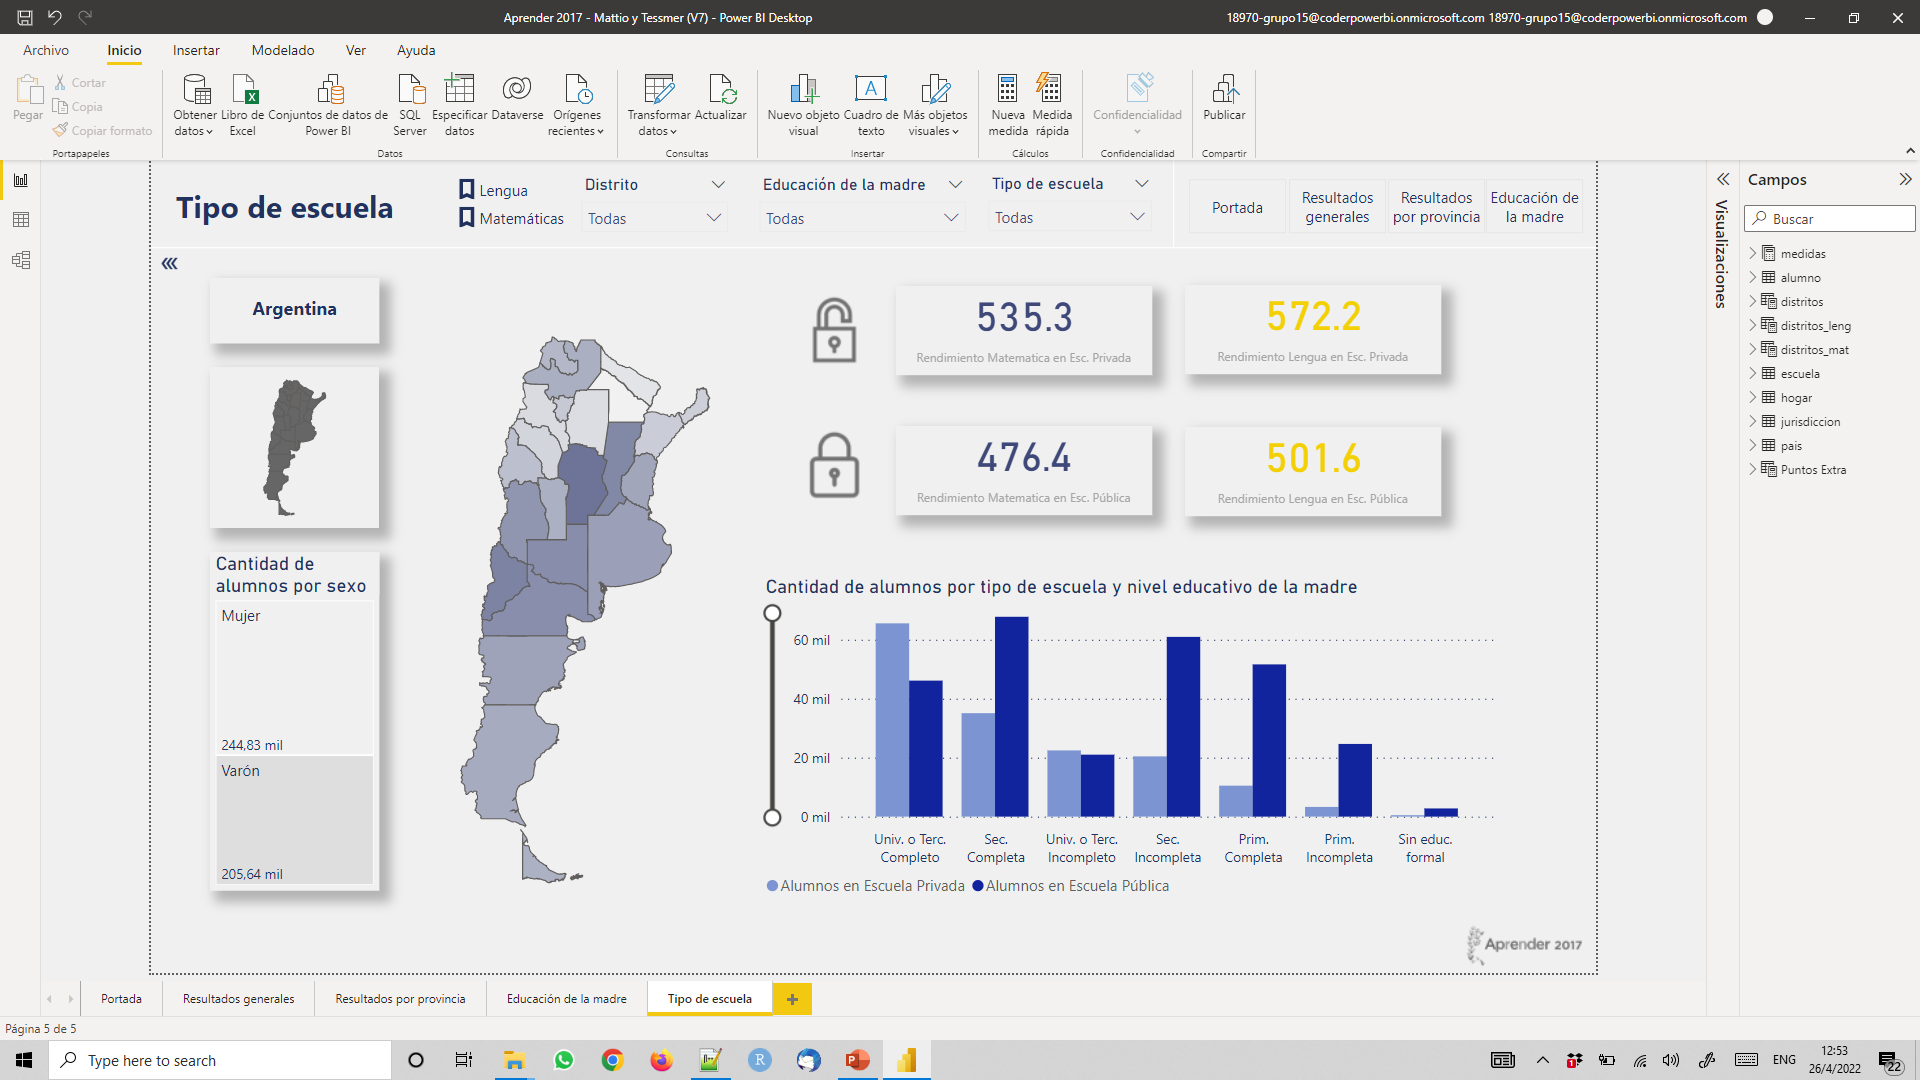 Aprender 2017 - Mattio y Tessmer (V7) - Power BI Desktop
18970-grupo15@coderpowerbi.onmicrosoft.com 18970-grupo15@coderpowerbi.onmicrosoft.com
Archivo
Inicio
Insertar
Modelado
Ver
Ayuda
Pegar
Cortar
Copia
Copiar formato
Portapapeles
Obtener
datos
Libro de
Excel
Conjuntos de datos de
Power BI
SQL
Server
Especificar
datos
Dataverse
Orígenes
recientes
Datos
Transformar
datos
Actualizar
Consultas
Nuevo objeto
visual
Cuadro de
texto
Más objetos
visuales
Insertar
Nueva
medida
Medida
rápida
Cálculos
Confidencialidad
Confidencialidad
Publicar
Compartir
Tipo de escuela
Lengua
Matemáticas
Distrito
Todas
Educación de la madre
Todas
Tipo de escuela
Todas
Portada
Resultados
generales
Resultados
por provincia
Educación de
la madre
Argentina
Cantidad de
alumnos por sexo
Mujer
244,83 mil
Varón
205,64 mil
535.3
Rendimiento Matematica en Esc. Privada
572.2
Rendimiento Lengua en Esc. Privada
476.4
Rendimiento Matematica en Esc. Pública
501.6
Rendimiento Lengua en Esc. Pública
Cantidad de alumnos por tipo de escuela y nivel educativo de la madre
60 mil
40 mil
20 mil
0 mil
Univ. o Terc.
Completo
Sec.
Completa
Univ. o Terc.
Incompleto
Sec.
Incompleta
Prim.
Completa
Prim.
Incompleta
Sin educ.
formal
Alumnos en Escuela Privada
Alumnos en Escuela Pública
Aprender 2017
Visualizaciones
Campos
Buscar
medidas
alumno
distritos
distritos_leng
distritos_mat
escuela
hogar
jurisdiccion
pais
Puntos Extra
Portada
Resultados generales
Resultados por provincia
Educación de la madre
Tipo de escuela
Página 5 de 5
Type here to search
ENG
12:53
26/4/2022
22